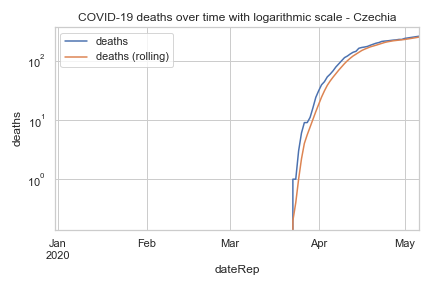 COVID-19 deaths over time with logarithmic scale - Czechia
deaths
deaths (rolling)
10²
10¹
10⁰
deaths
Jan Feb Mar Apr May
2020
dateRep